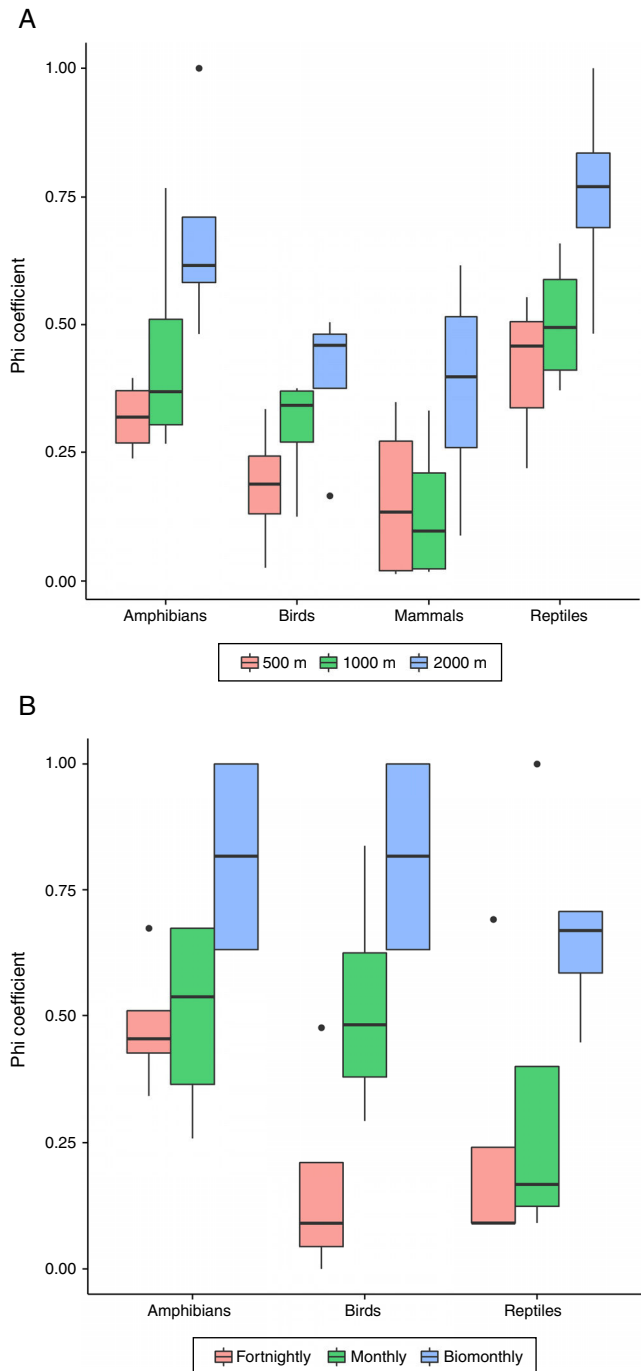 A
1.00
0.75
0.50
0.25
0.00
Phi coefficient
Amphibians Birds Mammals Reptiles
500 m 1000 m 2000 m
B
1.00
0.75
0.50
0.25
0.00
Phi coefficient
Amphibians Birds Reptiles
Fortnightly Monthly Biomonthly